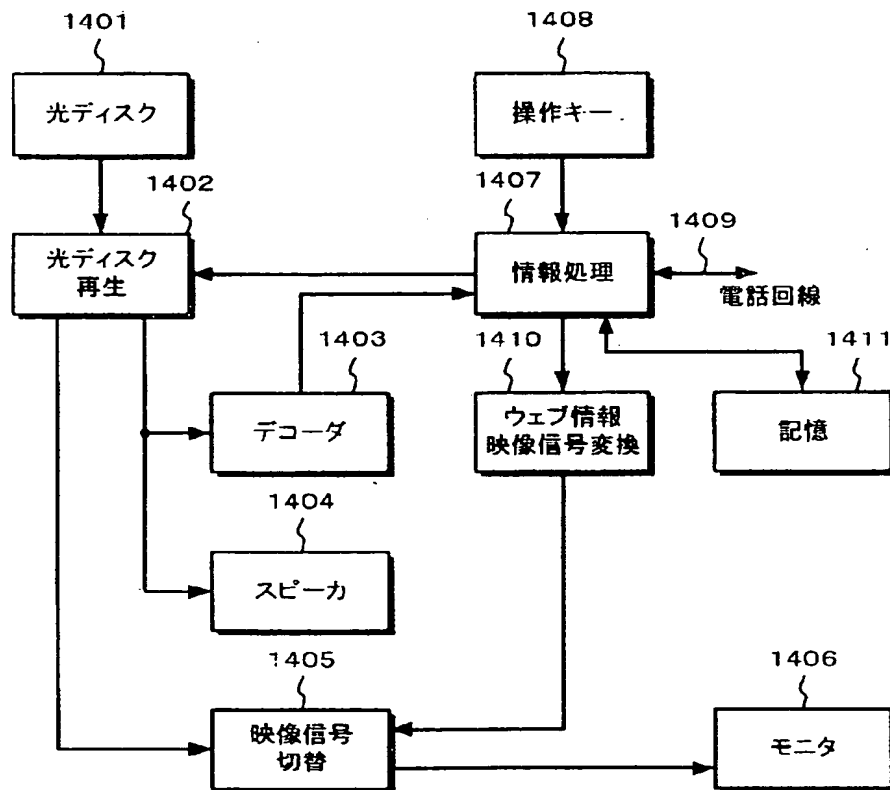 1401
光ディスク
1408
操作キー
1402
光ディスク
再生
1407
情報処理
1409
電話回線
1403
デコーダ
1410
ウェブ情報
映像信号変換
1411
記憶
1404
スピーカ
1405
映像信号
切替
1406
モニタ